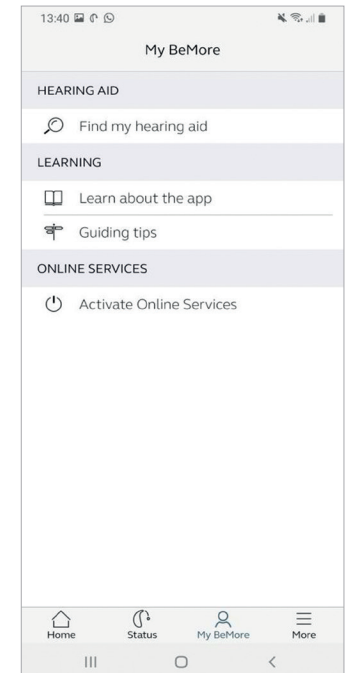 13:40
My BeMore
HEARING AID
Find my hearing aid
LEARNING
Learn about the app
Guiding tips
ONLINE SERVICES
Activate Online Services
Home Status My BeMore More